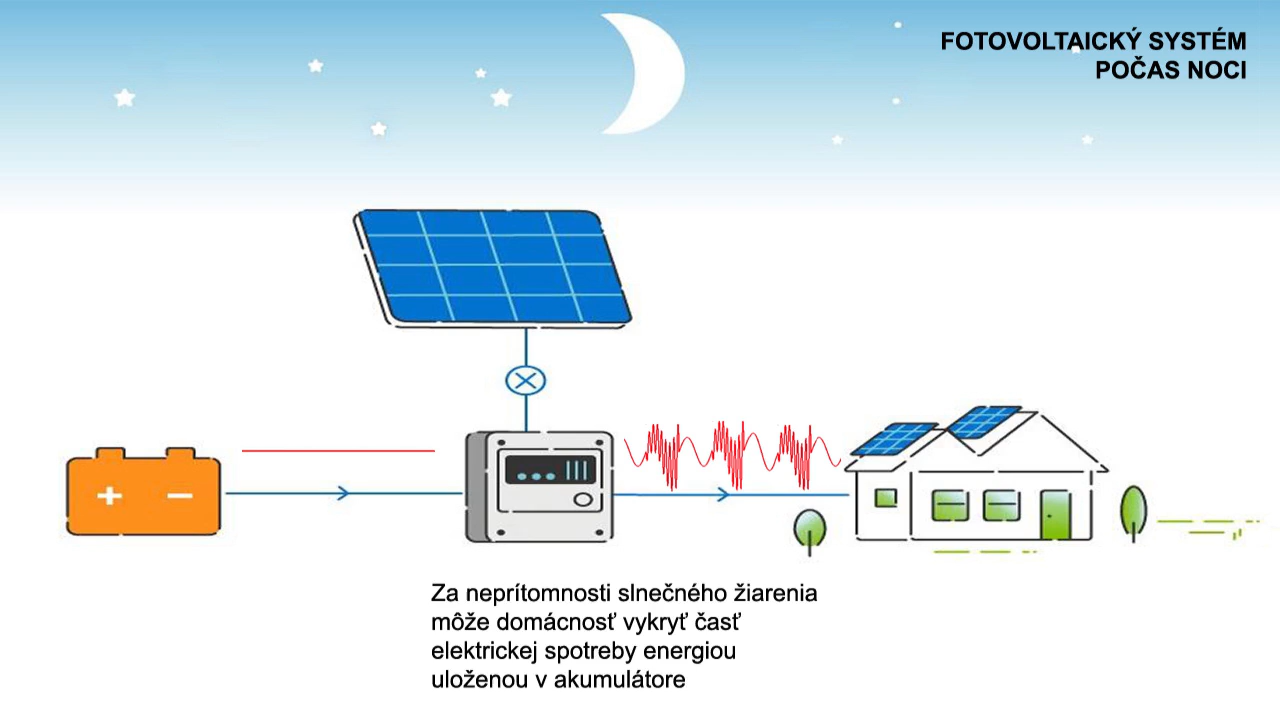 FOTOVOLTAICKÝ SYSTÉM
POČAS NOCI
Za neprítomnosti slnečného žiarenia
môže domácnosť vykryť časť
elektrickej spotreby energiou
uloženou v akumulátore